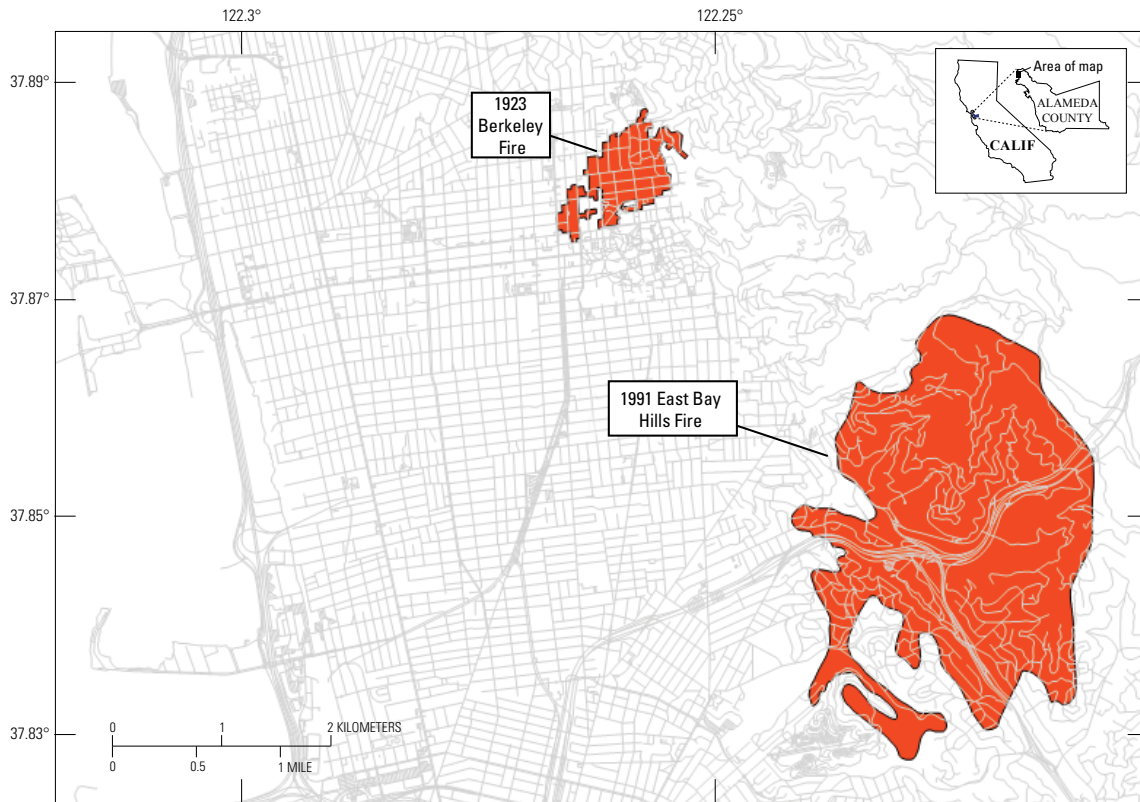 122.3°
122.25°
37.89°
Area of map
ALAMEDA
COUNTY
CALIF
1923
Berkeley
Fire
37.87°
1991 East Bay
Hills Fire
37.85°
37.83°
0 1 2 KILOMETERS
0 0.5 1 MILE